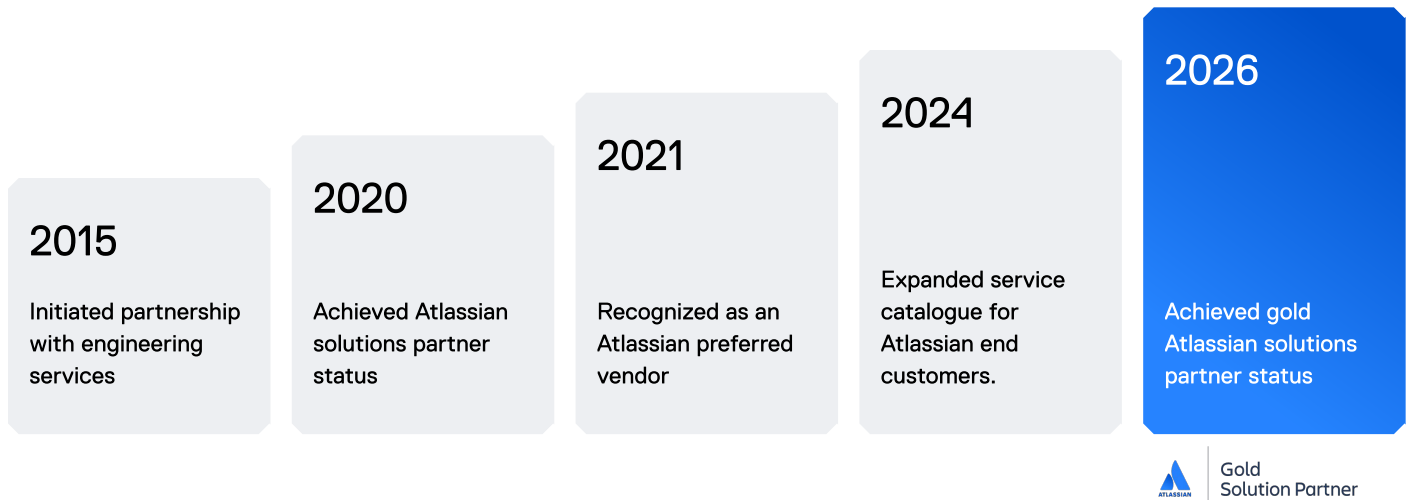 2015
Initiated partnership
with engineering
services
2020
Achieved Atlassian
solutions partner
status
2021
Recognized as an
Atlassian preferred
vendor
2024
Expanded service
catalogue for
Atlassian end
customers.
2026
Achieved gold
Atlassian solutions
partner status
ATLASSIAN
Gold
Solution Partner